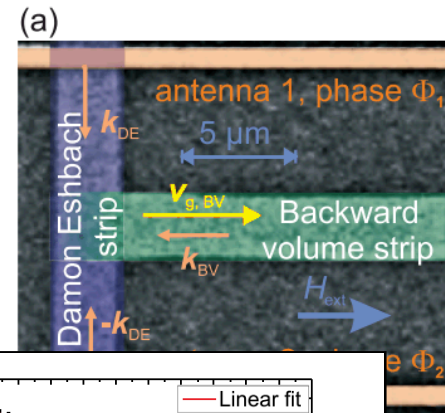 (a)
antenna 1, phase Φ1
kDE
5 µm
Damon Eshbach
strip
vg, BV
Backward
volume strip
kBV
Hext
-kDE
e Φ2
Linear fit